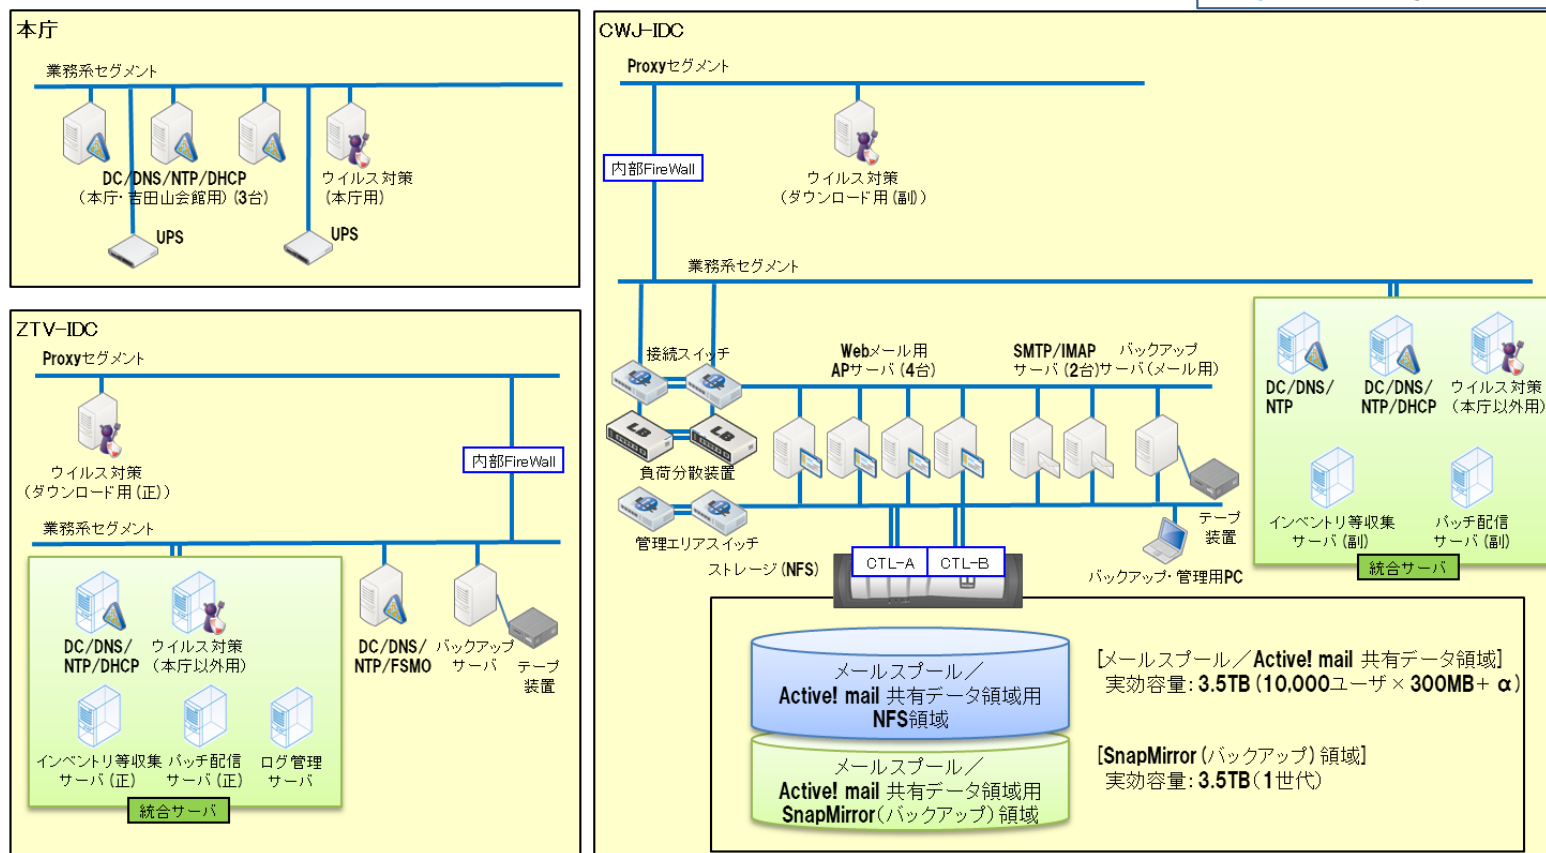 本庁
業務系セグメント
DC/DNS/NTP/DHCP
（本庁・吉田山会館用）（3台）
ウイルス対策
（本庁用）
UPS
UPS
ZTV-IDC
Proxyセグメント
ウイルス対策
（ダウンロード用（正））
内部FireWall
業務系セグメント
DC/DNS/
NTP/DHCP
ウイルス対策
（本庁以外用）
インベントリ等収集
サーバ（正）
パッチ配信
サーバ（正）
ログ管理
サーバ
統合サーバ
DC/DNS/
NTP/FSMO
バックアップ
サーバ
テープ
装置
CWJ-IDC
Proxyセグメント
内部FireWall
ウイルス対策
（ダウンロード用（副））
業務系セグメント
接続スイッチ
LB
LB
負荷分散装置
管理エリアスイッチ
Webメール用
APサーバ（4台）
SMTP/IMAP
サーバ（2台）
バックアップ
サーバ（メール用）
テープ
装置
バックアップ・管理用PC
ストレージ（NFS）
CTL-A
CTL-B
DC/DNS/
NTP
DC/DNS/
NTP/DHCP
ウイルス対策
（本庁以外用）
インベントリ等収集
サーバ（副）
パッチ配信
サーバ（副）
統合サーバ
メールスプール／
Active! mail 共有データ領域用
NFS領域
メールスプール／
Active! mail 共有データ領域用
SnapMirror（バックアップ）領域
[メールスプール／Active! mail 共有データ領域]
実効容量：3.5TB（10,000ユーザ×300MB+ α）
[SnapMirror（バックアップ）領域]
実効容量：3.5TB（1世代）